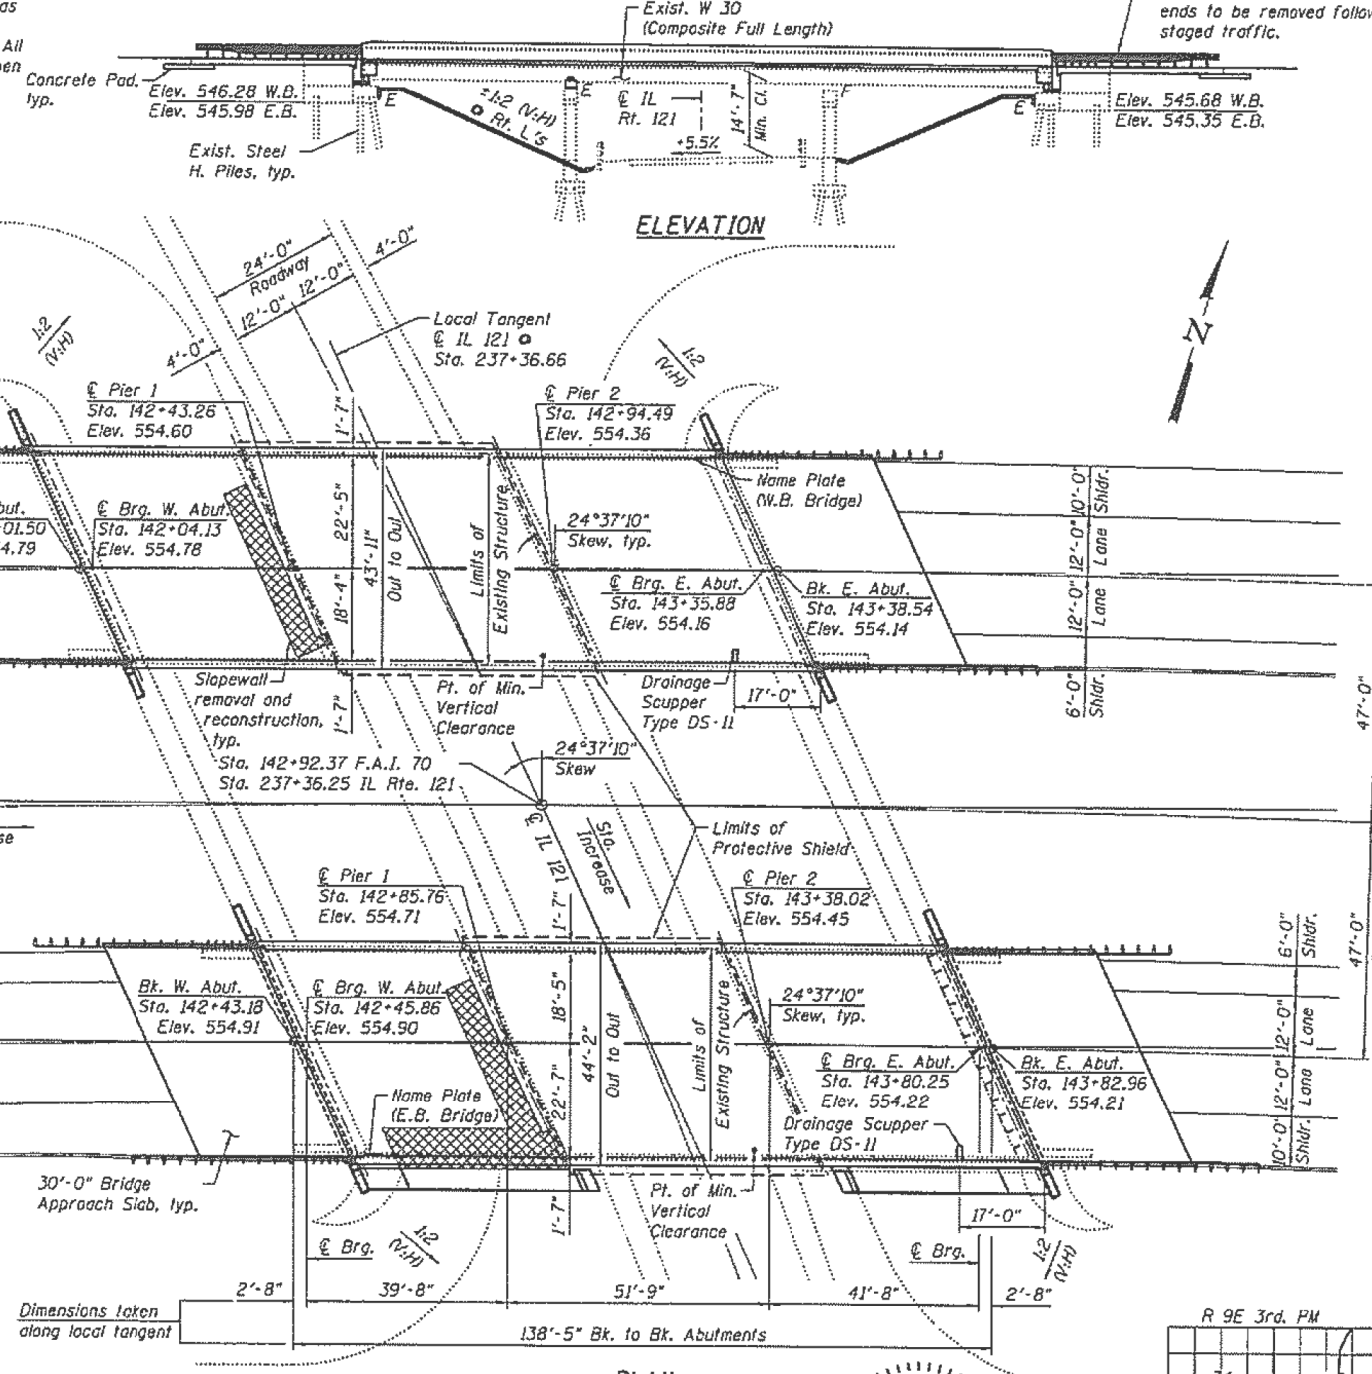 as
All
Concrete Pad,
typ.
Elev. 546.28 W.B.
Elev. 545.98 E.B.
Exist. Steel
H. Piles, typ.
Exist. W 30
(Composite Full Length)
ends to be removed follow
staged traffic.
E
±1:2 (V:H)
Rt. L's
E
℄ IL
Rt. 121
+5.5%
14'-7"
Min. Cl.
F
E
Elev. 545.68 W.B.
Elev. 545.35 E.B.
ELEVATION
24'-0"
Roadway
4'-0"
12'-0"
12'-0"
4'-0"
1:2
(V:H)
Local Tangent
℄ IL 121
Sta. 237+36.66
1:2
(V:H)
N
℄ Pier 1
Sta. 142+43.26
Elev. 554.60
1'-7"
℄ Pier 2
Sta. 142+94.49
Elev. 554.36
Name Plate
(W.B. Bridge)
but.
01.50
4.79
℄ Brg. W. Abut.
Sta. 142+04.13
Elev. 554.78
22'-5"
18'-4"
43'-11"
Out to Out
Limits of
Existing Structure
24°37'10"
Skew, typ.
℄ Brg. E. Abut.
Sta. 143+35.88
Elev. 554.16
Bk. E. Abut.
Sta. 143+38.54
Elev. 554.14
10'-0"
Shldr.
12'-0"
Lane
12'-0"
Lane
6'-0"
Shldr.
47'-0"
Slopewall
removal and
reconstruction,
typ.
1'-7"
Pt. of Min.
Vertical
Clearance
Drainage
Scupper
Type DS-11
17'-0"
Sta. 142+92.37 F.A.I. 70
Sta. 237+36.25 IL Rte. 121
24°37'10"
Skew
℄ IL 121
Sta.
Increase
Limits of
Protective Shield
se
℄ Pier 1
Sta. 142+85.76
Elev. 554.71
1'-7"
℄ Pier 2
Sta. 143+38.02
Elev. 554.45
Bk. W. Abut.
Sta. 142+43.18
Elev. 554.91
℄ Brg. W. Abut.
Sta. 142+45.86
Elev. 554.90
18'-5"
22'-7"
44'-2"
Out to Out
Limits of
Existing Structure
24°37'10"
Skew, typ.
℄ Brg. E. Abut.
Sta. 143+80.25
Elev. 554.22
Bk. E. Abut.
Sta. 143+82.96
Elev. 554.21
6'-0"
Shldr.
12'-0"
Lane
12'-0"
Lane
10'-0"
Shldr.
47'-0"
Name Plate
(E.B. Bridge)
Drainage Scupper
Type DS-11
30'-0" Bridge
Approach Slab, typ.
1'-7"
Pt. of Min.
Vertical
Clearance
17'-0"
1:2
(V:H)
℄ Brg.
℄ Brg.
1:2
(V:H)
2'-8"
39'-8"
51'-9"
41'-8"
2'-8"
Dimensions taken
along local tangent
138'-5" Bk. to Bk. Abutments
R 9E 3rd. PM